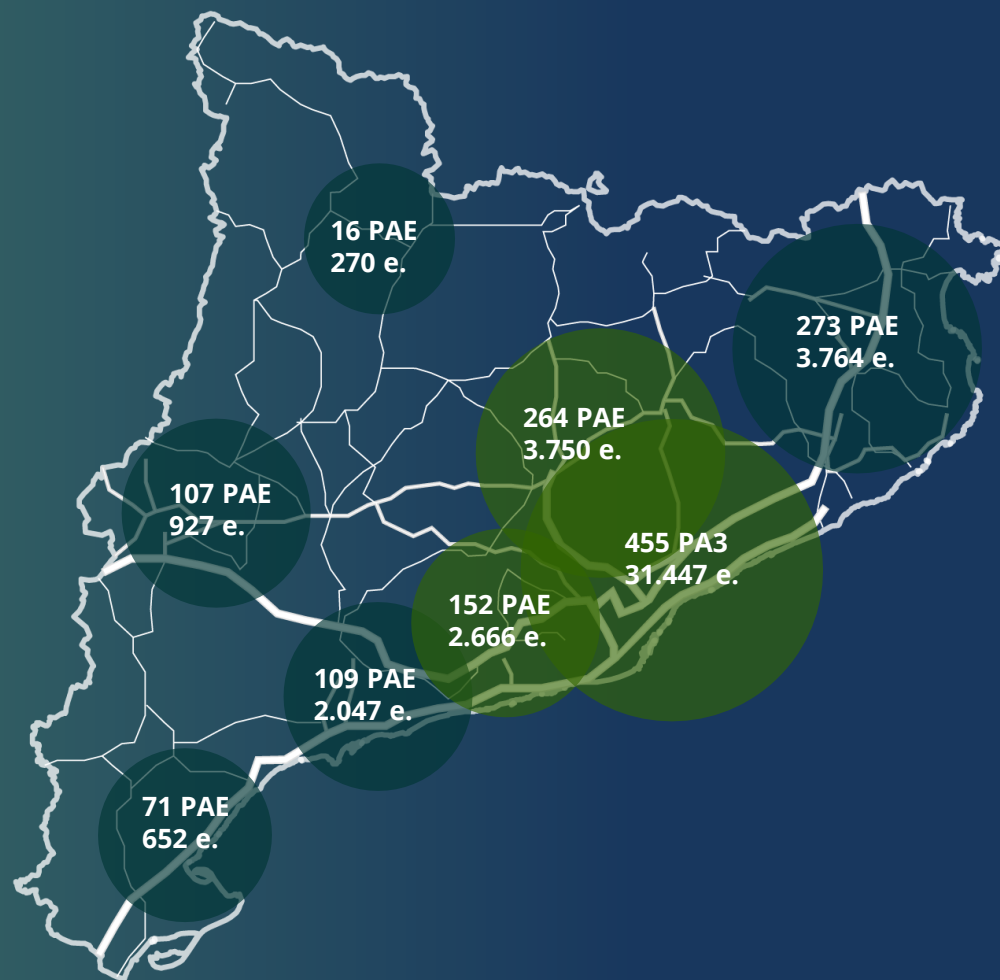 16 PAE
270 e.
273 PAE
3.764 e.
264 PAE
3.750 e.
107 PAE
927 e.
455 PA3
31.447 e.
152 PAE
2.666 e.
109 PAE
2.047 e.
71 PAE
652 e.